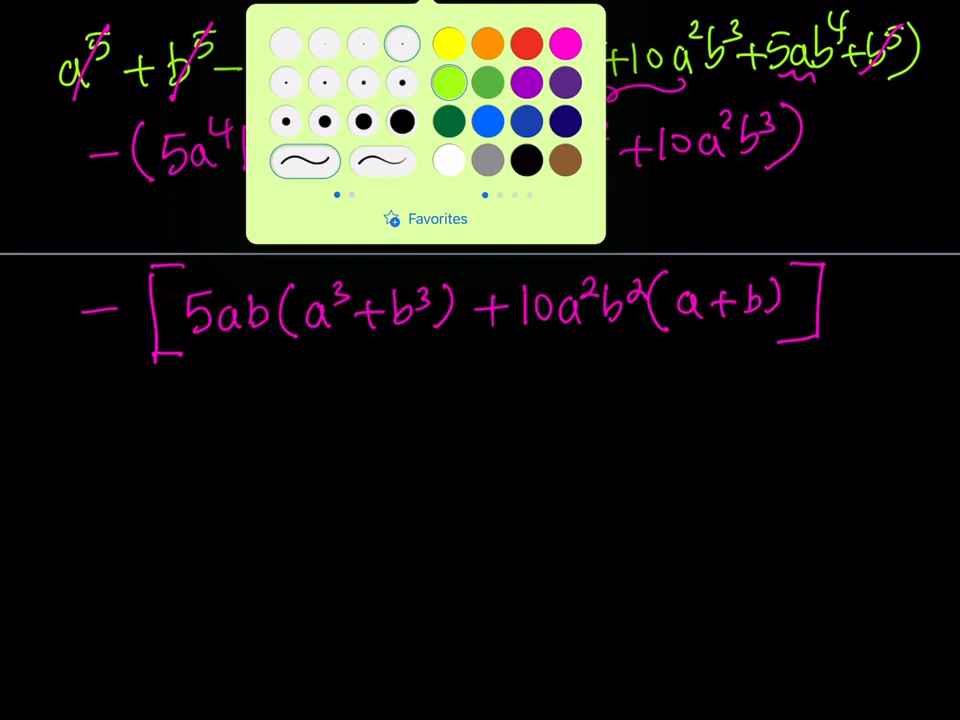 a⁵ + b⁵ - +10a²b³+5ab⁴+b⁵)
-(5a⁴ +10a²b³)
Favorites
- [5ab(a³+b³) +10a²b²(a+b)]